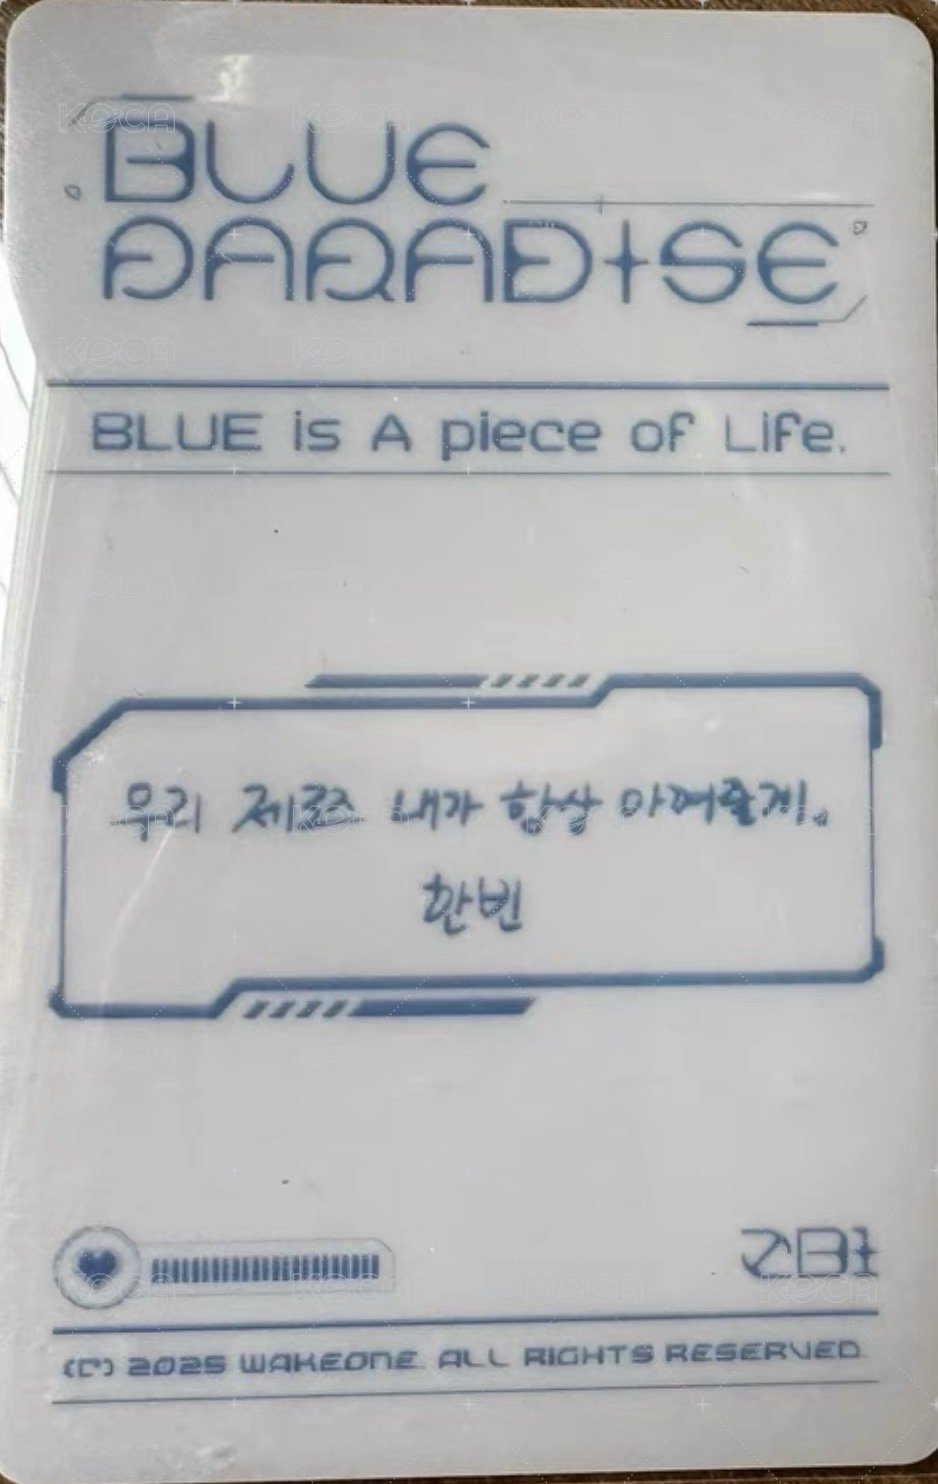 BLUE
PARADISE
BLUE is A piece of Life.
우리 제로즈 내가 항상 아껴줄게.
한빈
ZB1
(C) 2025 WAKEONE. ALL RIGHTS RESERVED.
KOCA